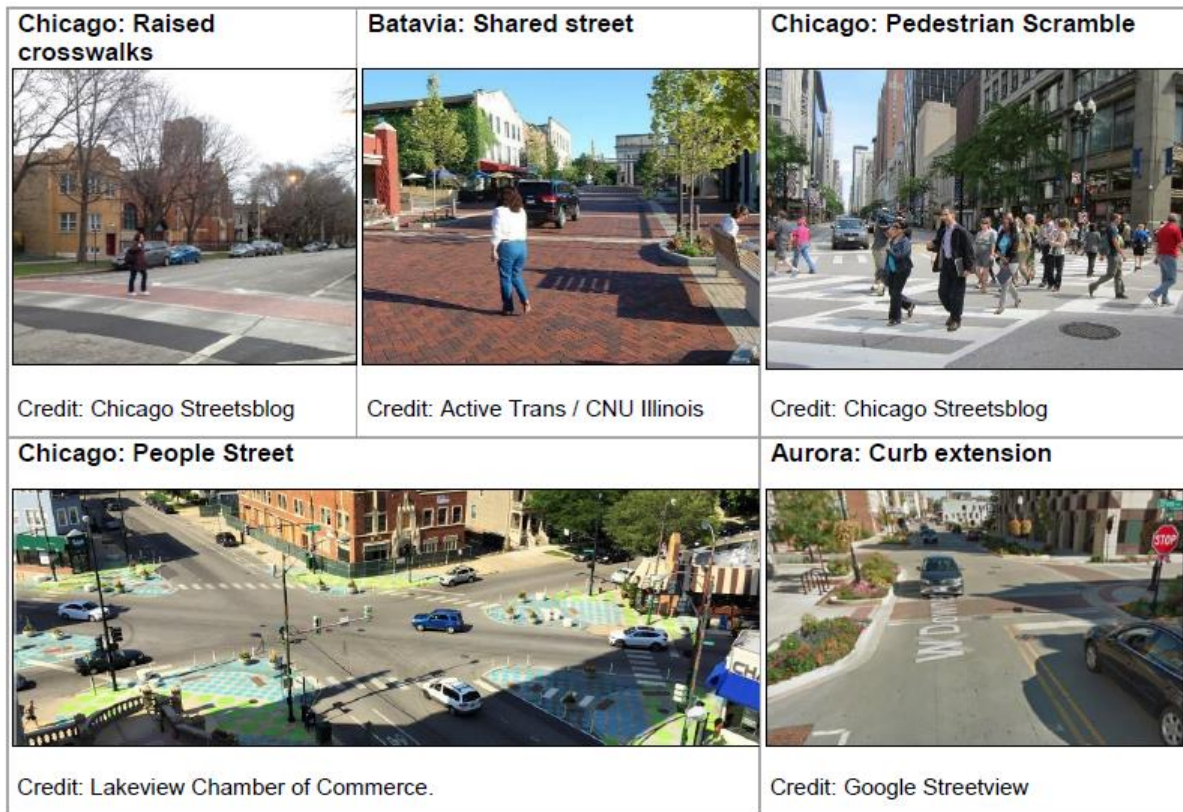 Chicago: Raised
crosswalks
Batavia: Shared street
Chicago: Pedestrian Scramble
Credit: Chicago Streetsblog
Credit: Active Trans / CNU Illinois
Credit: Chicago Streetsblog
Chicago: People Street
Aurora: Curb extension
STOP
W Down
Credit: Lakeview Chamber of Commerce.
Credit: Google Streetview